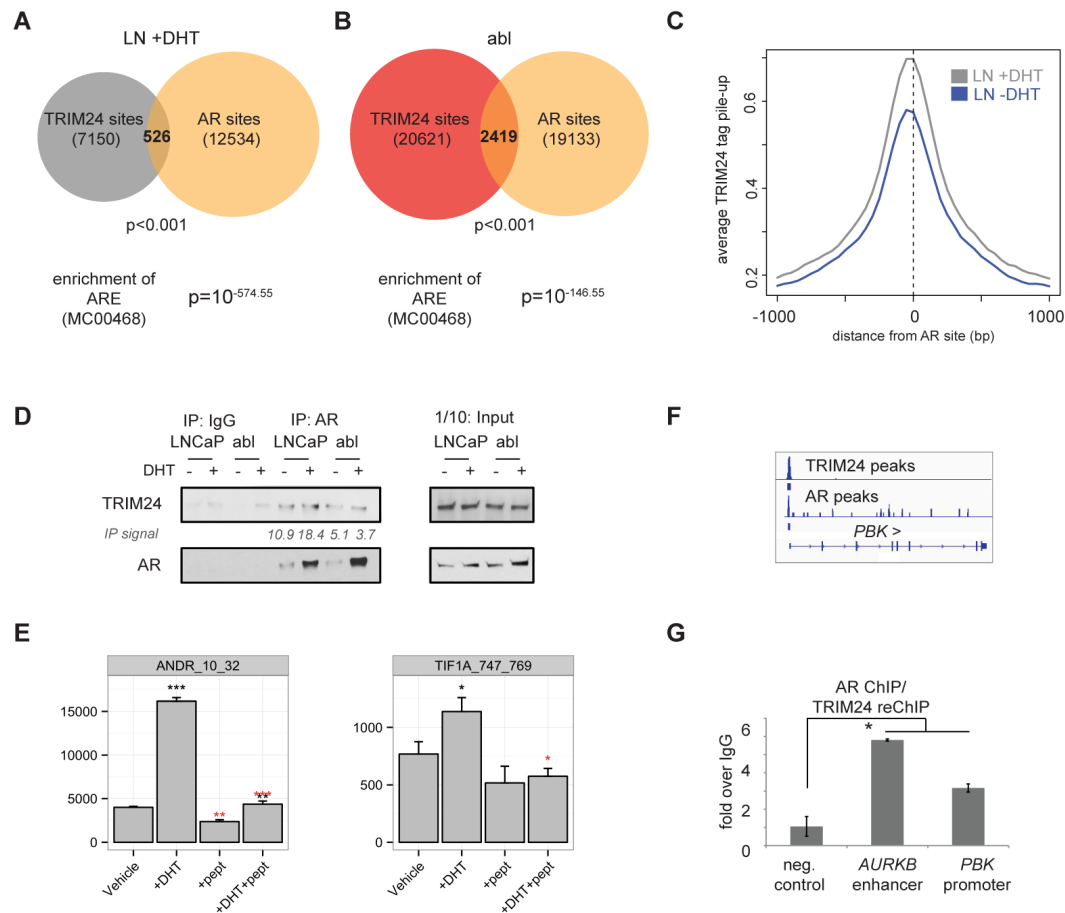 A
LN +DHT
TRIM24 sites
(7150)
526
AR sites
(12534)
p<0.001
enrichment of
ARE
(MC00468)
p=10-574.55
B
abl
TRIM24 sites
(20621)
2419
AR sites
(19133)
p<0.001
enrichment of
ARE
(MC00468)
p=10-146.55
C
LN +DHT
LN -DHT
average TRIM24 tag pile-up
0.6
0.4
0.2
-1000 0 1000
distance from AR site (bp)
D
IP: IgG IP: AR 1/10: Input
LNCaP abl LNCaP abl LNCaP abl
DHT - + - + - + - + - + - +
TRIM24
IP signal 10.9 18.4 5.1 3.7
AR
E
ANDR_10_32
15000
10000
5000
0
***
**
***
**
Vehicle +DHT +pept +DHT+pept
TIF1A_747_769
1000
500
0
*
*
Vehicle +DHT +pept +DHT+pept
F
TRIM24 peaks
AR peaks
PBK >
G
AR ChIP/
TRIM24 reChIP
*
fold over IgG
6
4
2
0
neg. control
AURKB enhancer
PBK promoter